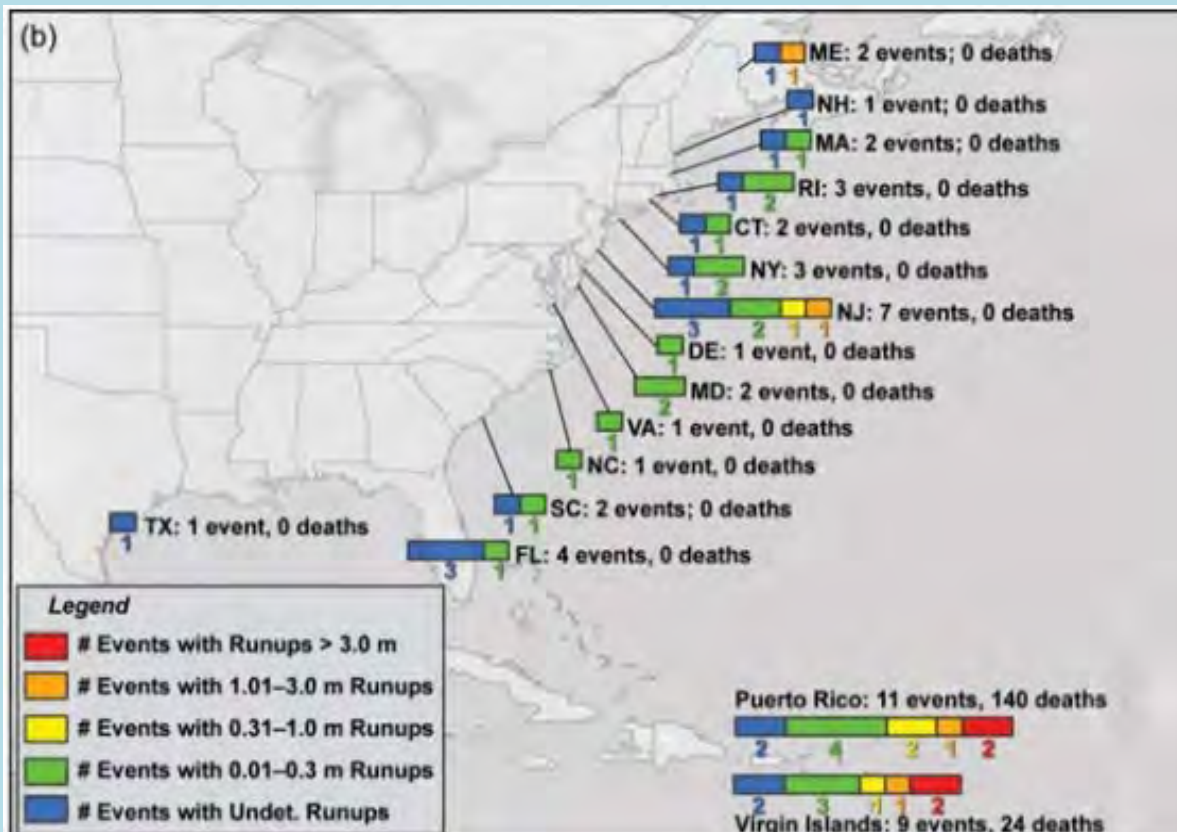 (b)
ME: 2 events; 0 deaths
1 1
NH: 1 event; 0 deaths
1
MA: 2 events; 0 deaths
1 1
RI: 3 events, 0 deaths
1 2
CT: 2 events, 0 deaths
1 1
NY: 3 events, 0 deaths
1 2
NJ: 7 events, 0 deaths
3 2 1 1
DE: 1 event, 0 deaths
1
MD: 2 events, 0 deaths
2
VA: 1 event, 0 deaths
1
NC: 1 event, 0 deaths
1
SC: 2 events; 0 deaths
1 1
TX: 1 event, 0 deaths
1
FL: 4 events, 0 deaths
3 1
Legend
# Events with Runups > 3.0 m
# Events with 1.01–3.0 m Runups
# Events with 0.31–1.0 m Runups
# Events with 0.01–0.3 m Runups
# Events with Undet. Runups
Puerto Rico: 11 events, 140 deaths
2 4 2 1 2
2 3 1 1 2
Virgin Islands: 9 events, 24 deaths